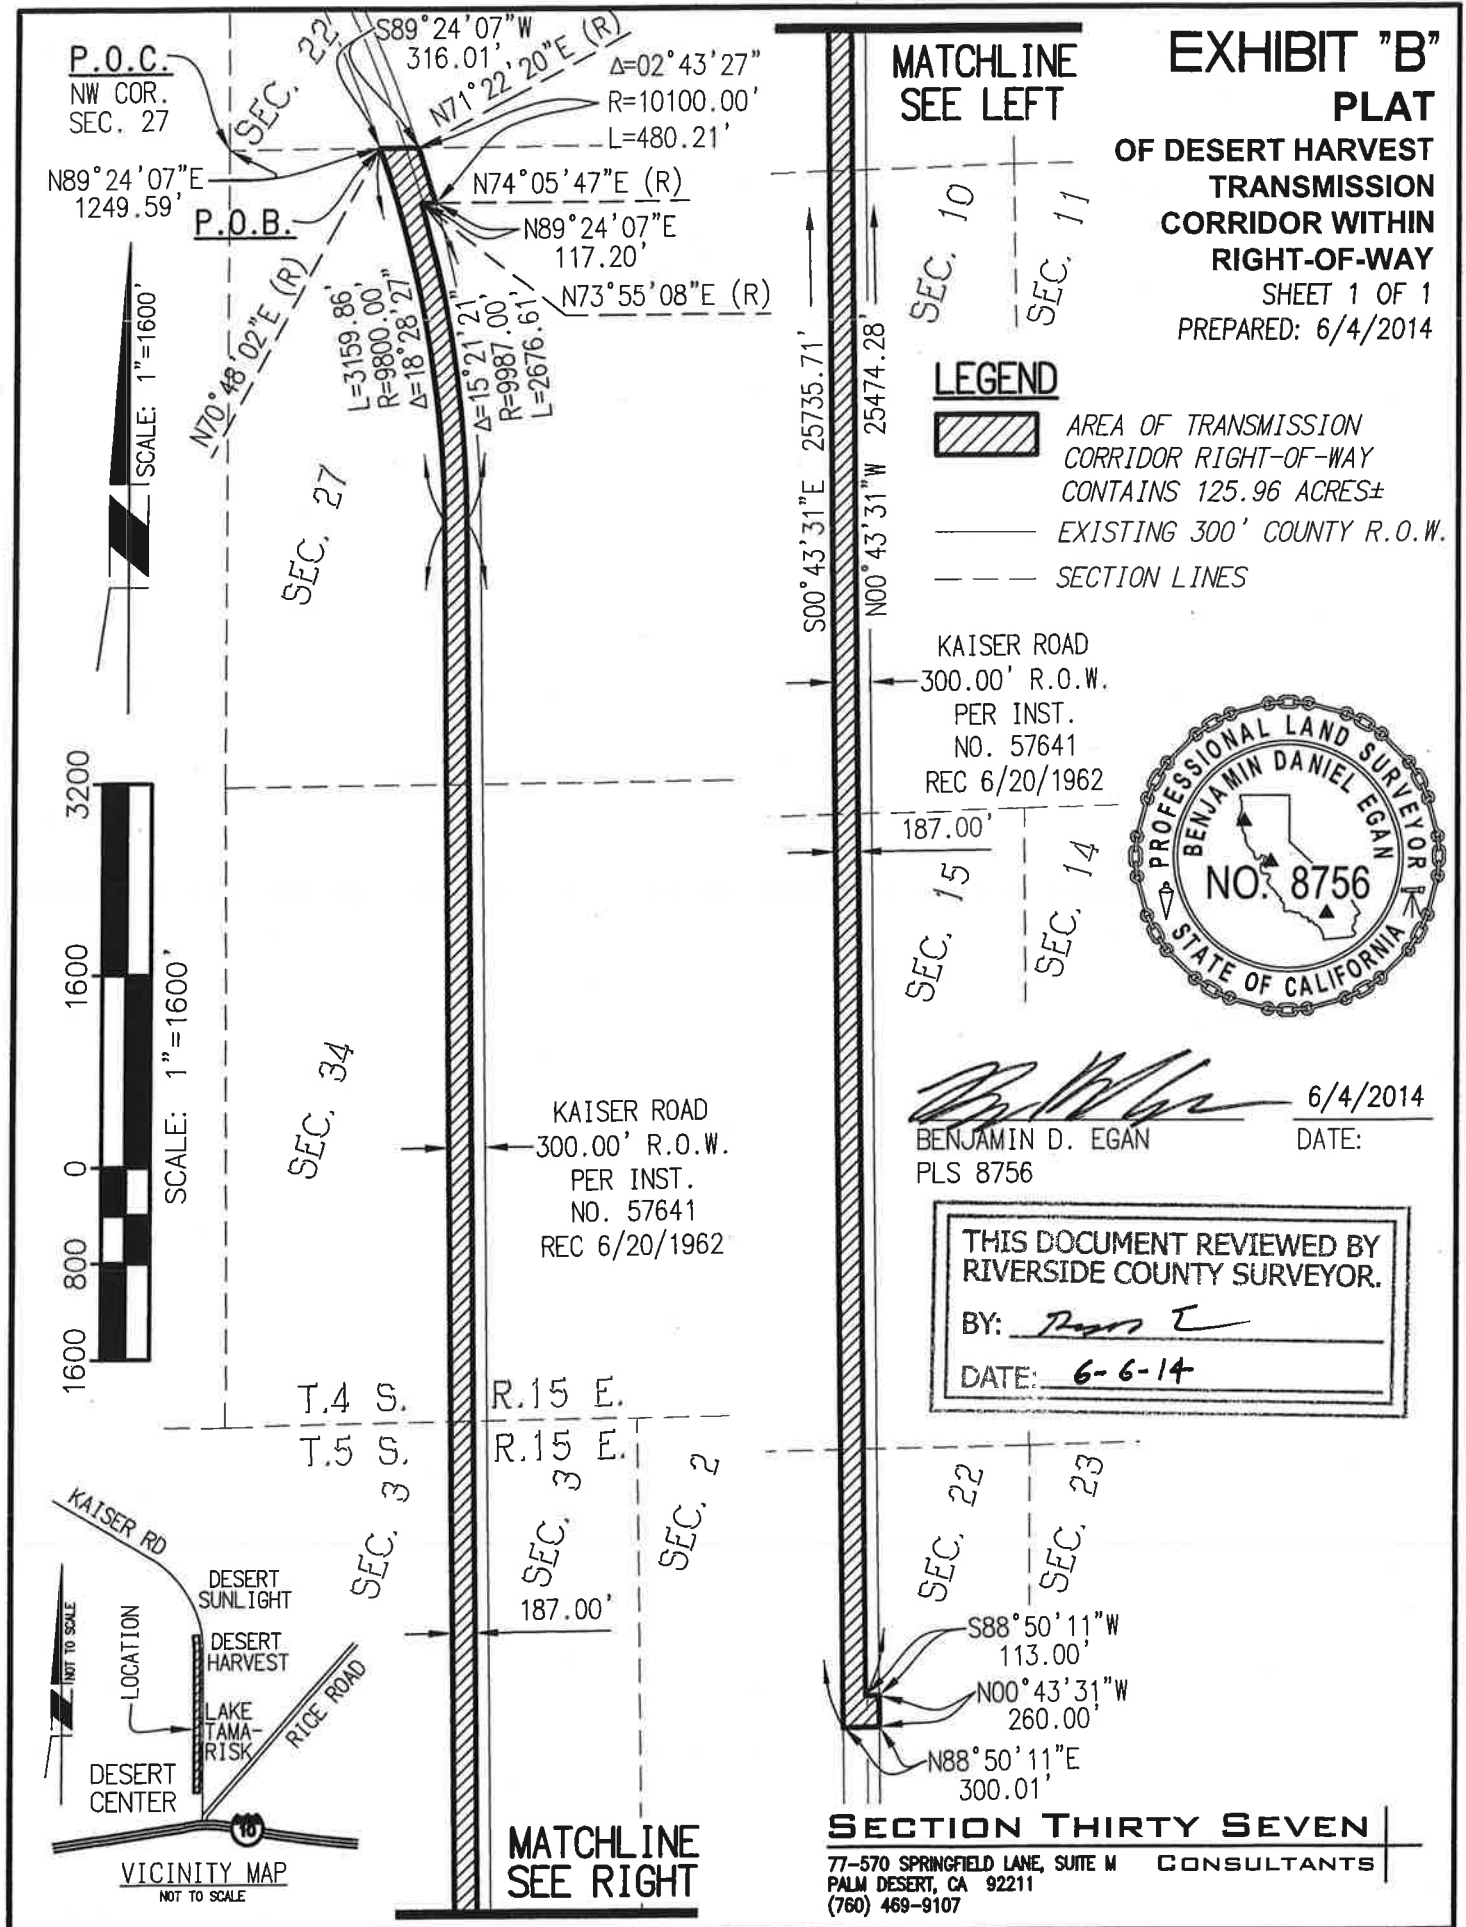 EXHIBIT "B"
PLAT
OF DESERT HARVEST
TRANSMISSION
CORRIDOR WITHIN
RIGHT-OF-WAY
SHEET 1 OF 1
PREPARED: 6/4/2014
P.O.C.
NW COR.
SEC. 27
SEC. 22
S89°24'07"W
316.01'
N71°22'20"E (R)
Δ=02°43'27"
R=10100.00'
L=480.21'
N89°24'07"E
1249.59'
P.O.B.
N74°05'47"E (R)
N89°24'07"E
117.20'
N73°55'08"E (R)
N70°48'02"E (R)
L=3159.86'
R=9800.00'
Δ=18°28'27"
Δ=15°21'21"
R=9987.00'
L=2676.61'
SCALE: 1"=1600'
SEC. 27
3200
1600
0
800
1600
SCALE: 1"=1600'
SEC. 34
KAISER ROAD
300.00' R.O.W.
PER INST.
NO. 57641
REC 6/20/1962
T.4 S. R.15 E.
T.5 S. R.15 E.
SEC. 3
SEC. 3
SEC. 2
187.00'
MATCHLINE
SEE RIGHT
KAISER RD
DESERT
SUNLIGHT
DESERT
HARVEST
LOCATION
LAKE
TAMA-
RISK
RICE ROAD
DESERT
CENTER
10
NOT TO SCALE
VICINITY MAP
NOT TO SCALE
MATCHLINE
SEE LEFT
SEC. 10
SEC. 11
S00°43'31"E 25735.71'
N00°43'31"W 25474.28'
LEGEND
AREA OF TRANSMISSION
CORRIDOR RIGHT-OF-WAY
CONTAINS 125.96 ACRES±
EXISTING 300' COUNTY R.O.W.
SECTION LINES
KAISER ROAD
300.00' R.O.W.
PER INST.
NO. 57641
REC 6/20/1962
187.00'
SEC. 15
SEC. 14
PROFESSIONAL LAND SURVEYOR
BENJAMIN DANIEL EGAN
NO. 8756
STATE OF CALIFORNIA
6/4/2014
BENJAMIN D. EGAN DATE:
PLS 8756
THIS DOCUMENT REVIEWED BY
RIVERSIDE COUNTY SURVEYOR.
BY:
DATE: 6-6-14
SEC. 22
SEC. 23
S88°50'11"W
113.00'
N00°43'31"W
260.00'
N88°50'11"E
300.01'
SECTION THIRTY SEVEN
CONSULTANTS
77-570 SPRINGFIELD LANE, SUITE M
PALM DESERT, CA 92211
(760) 469-9107